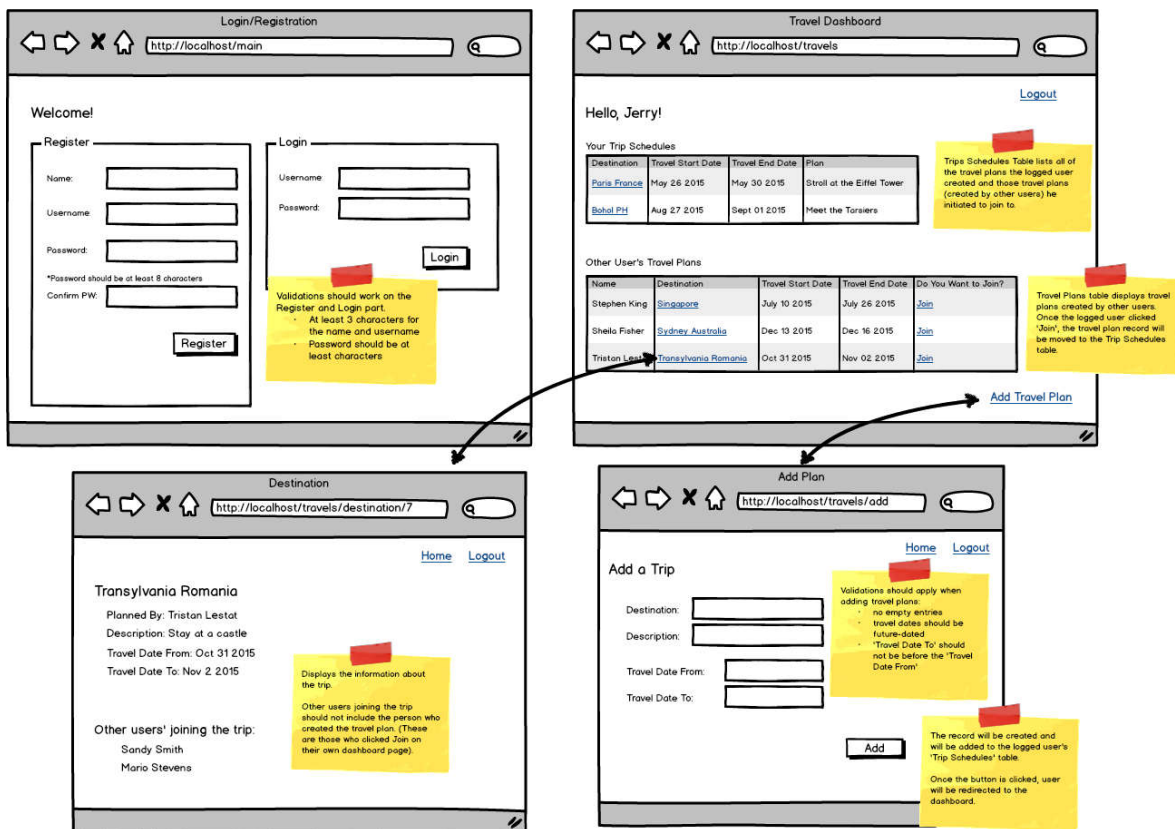 Login/Registration
http://localhost/main
Welcome!
Register
Name:
Username:
Password:
*Password should be at least 8 characters
Confirm PW:
Register
Login
Username:
Password:
Login
Validations should work on the
Register and Login part.
· At least 3 characters for
the name and username
· Password should be at
least characters
Travel Dashboard
http://localhost/travels
Logout
Hello, Jerry!
Your Trip Schedules
Destination Travel Start Date Travel End Date Plan
Paris France May 26 2015 May 30 2015 Stroll at the Eiffel Tower
Bohol PH Aug 27 2015 Sept 01 2015 Meet the Tarsiers
Trips Schedules Table lists all of
the travel plans the logged user
created and those travel plans
(created by other users) he
initiated to join to.
Other User's Travel Plans
Name Destination Travel Start Date Travel End Date Do You Want to Join?
Stephen King Singapore July 10 2015 July 26 2015 Join
Sheila Fisher Sydney Australia Dec 13 2015 Dec 16 2015 Join
Tristan Lestat Transylvania Romania Oct 31 2015 Nov 02 2015 Join
Travel Plans table displays travel
plans created by other users.
Once the logged user clicked
'Join', the travel plan record will
be moved to the Trip Schedules
table.
Add Travel Plan
Destination
http://localhost/travels/destination/7
Home Logout
Transylvania Romania
Planned By: Tristan Lestat
Description: Stay at a castle
Travel Date From: Oct 31 2015
Travel Date To: Nov 2 2015
Other users' joining the trip:
Sandy Smith
Mario Stevens
Displays the information about
the trip.
Other users joining the trip
should not include the person who
created the travel plan. (These
are those who clicked Join on
their own dashboard page).
Add Plan
http://localhost/travels/add
Home Logout
Add a Trip
Destination:
Description:
Travel Date From:
Travel Date To:
Add
Validations should apply when
adding travel plans:
· no empty entries
· travel dates should be
future-dated
· 'Travel Date To' should
not be before the 'Travel
Date From'
The record will be created and
will be added to the logged user's
'Trip Schedules' table.
Once the button is clicked, user
will be redirected to the
dashboard.